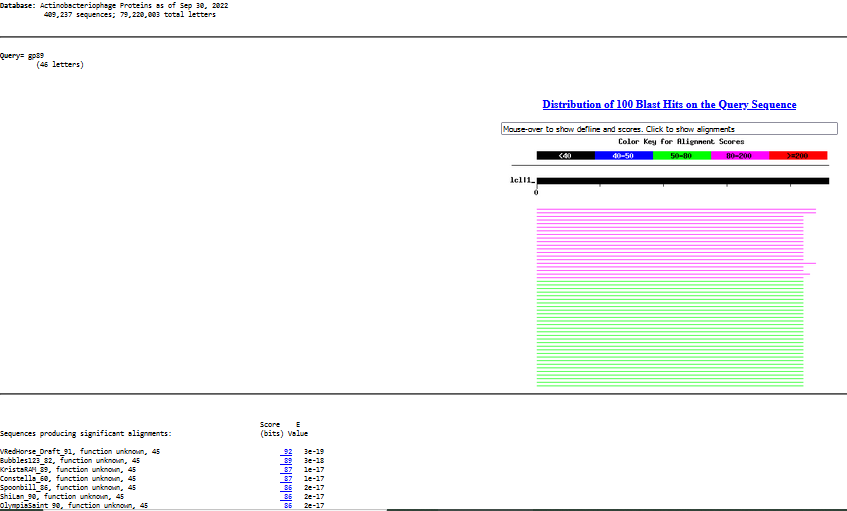 Database: Actinobacteriophage Proteins as of Sep 30, 2022
409,237 sequences; 79,220,003 total letters
Query= gp89
(46 letters)
Distribution of 100 Blast Hits on the Query Sequence
Mouse-over to show defline and scores. Click to show alignments
Color Key for Alignment Scores
<40 40-50 50-80 80-200 >=200
lcl|1_
0
Score E
Sequences producing significant alignments: (bits) Value
VRedHorse_Draft_91, function unknown, 45 92 3e-19
Bubbles123_82, function unknown, 45 89 3e-18
KristaRAM_89, function unknown, 45 87 1e-17
Constella_60, function unknown, 45 87 1e-17
Spoonbill_86, function unknown, 45 86 2e-17
ShiLan_90, function unknown, 45 86 2e-17
OlympiaSaint_90, function unknown, 45 86 2e-17